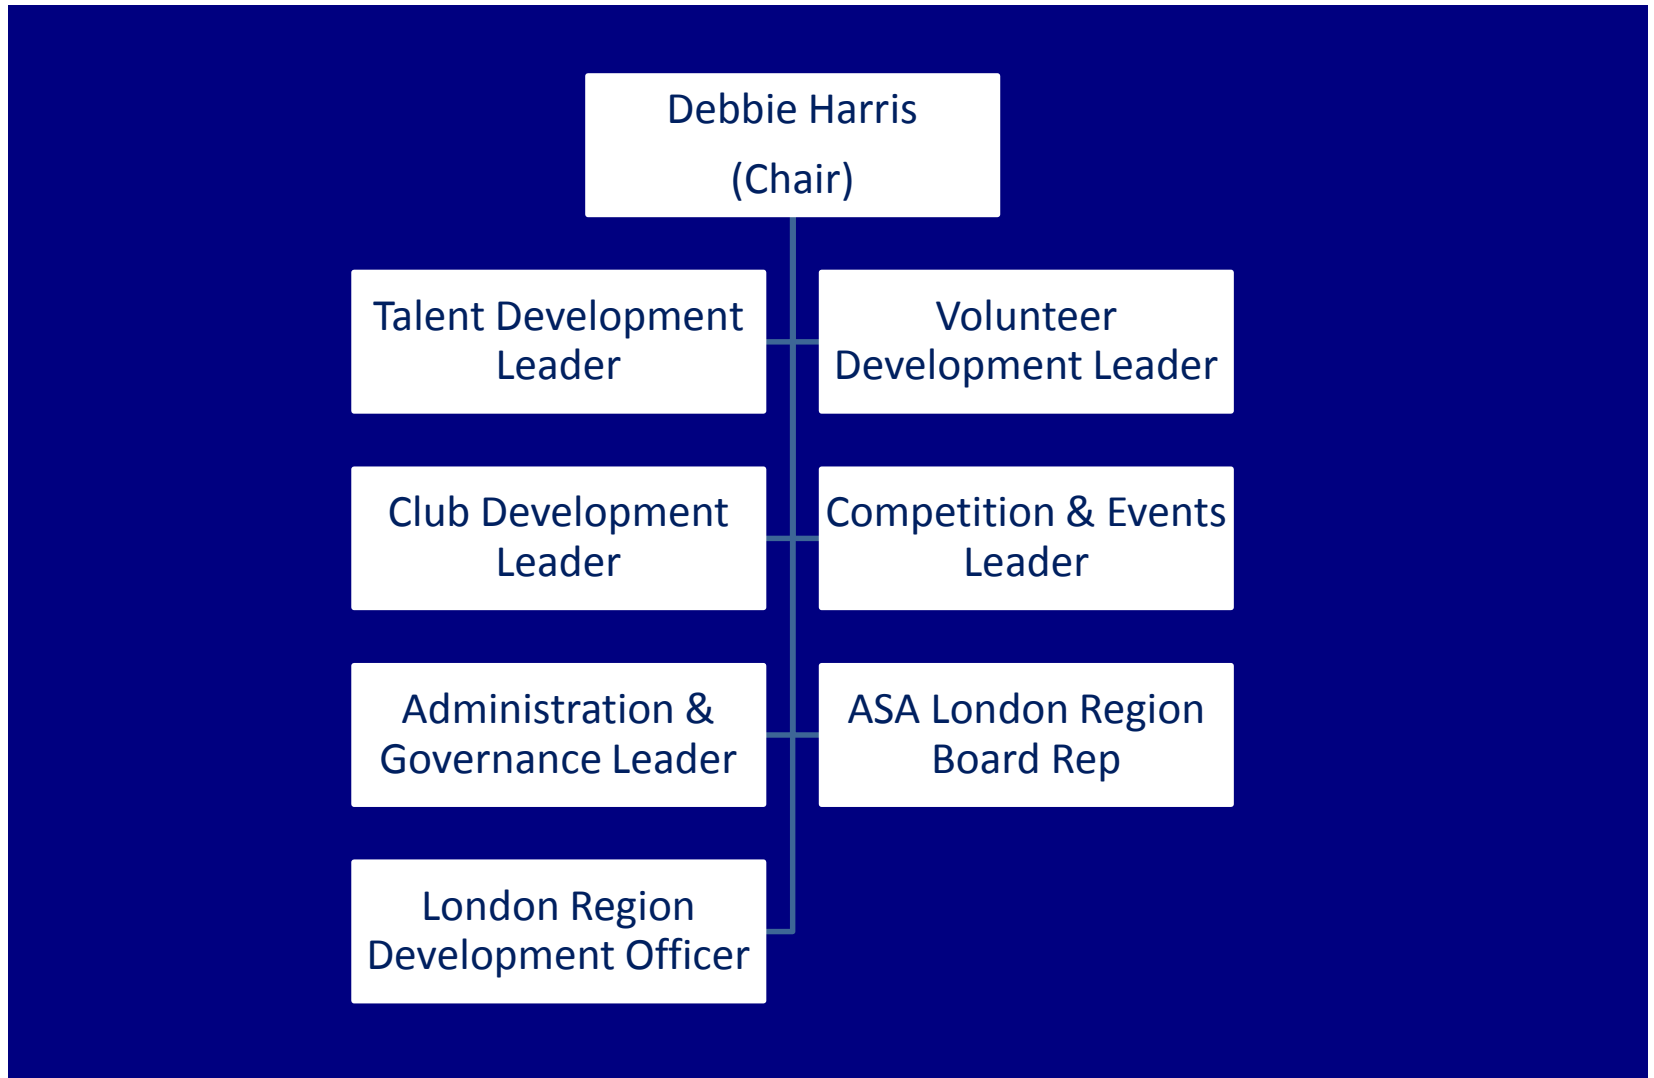 Debbie Harris
(Chair)
Talent Development
Leader
Volunteer
Development Leader
Club Development
Leader
Competition & Events
Leader
Administration &
Governance Leader
ASA London Region
Board Rep
London Region
Development Officer